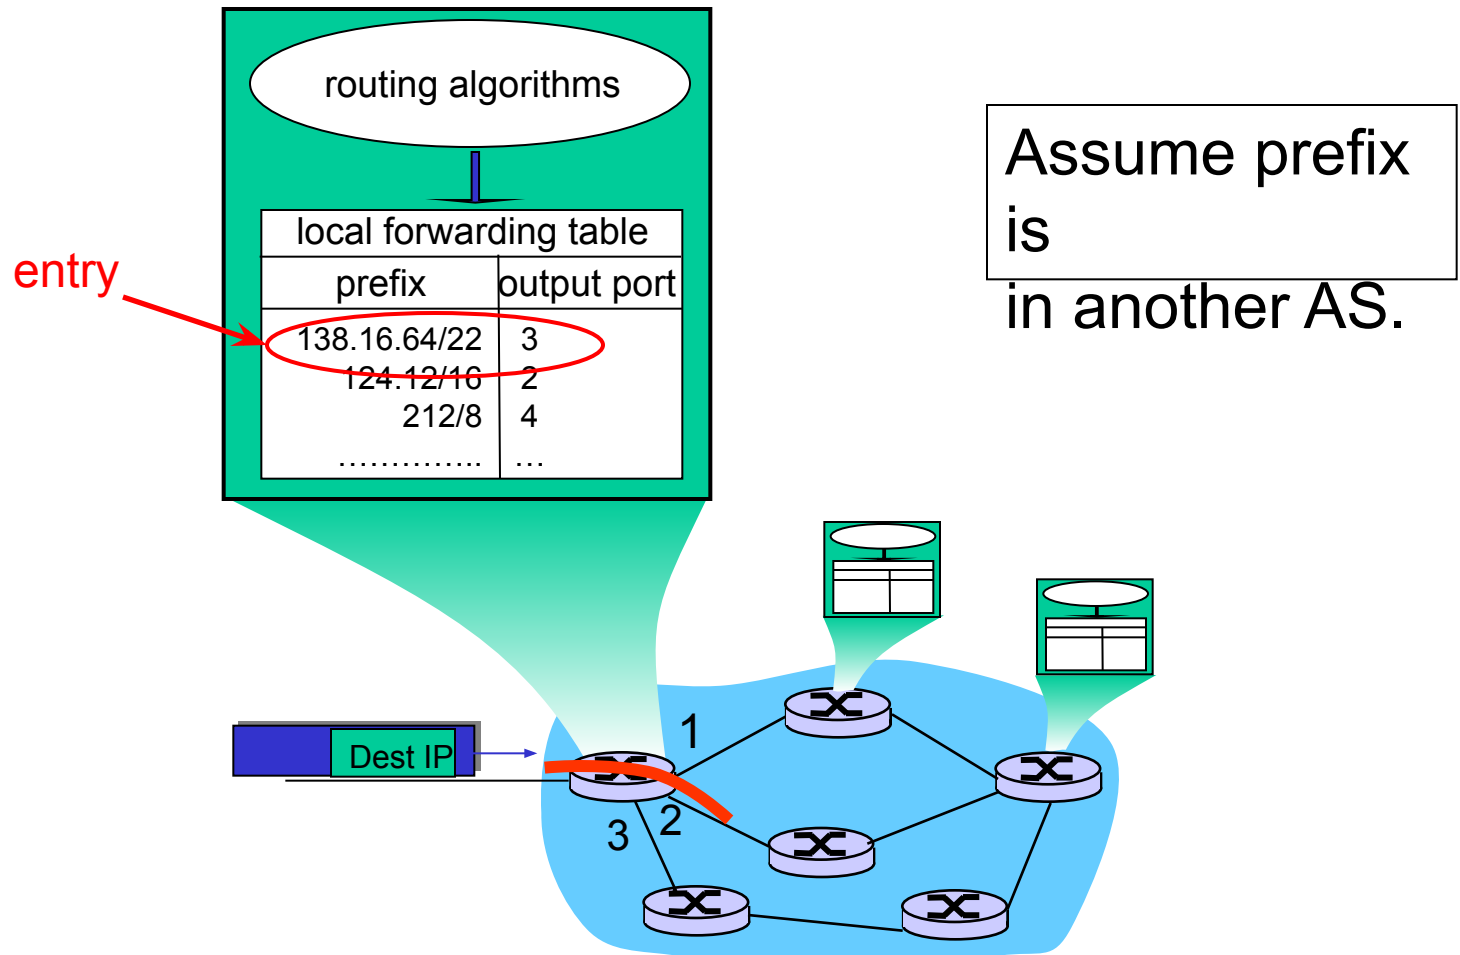 routing algorithms
local forwarding table
prefix output port
138.16.64/22 3
124.12/16 2
212/8 4
………….. …
entry
Assume prefix
is
in another AS.
Dest IP
1
2
3